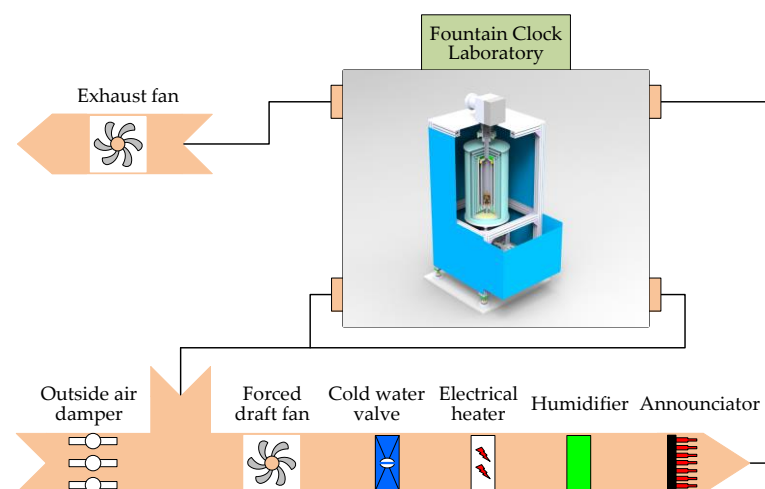 Fountain Clock
Laboratory
Exhaust fan
Outside air
damper
Forced
draft fan
Cold water
valve
Electrical
heater
Humidifier
Announciator